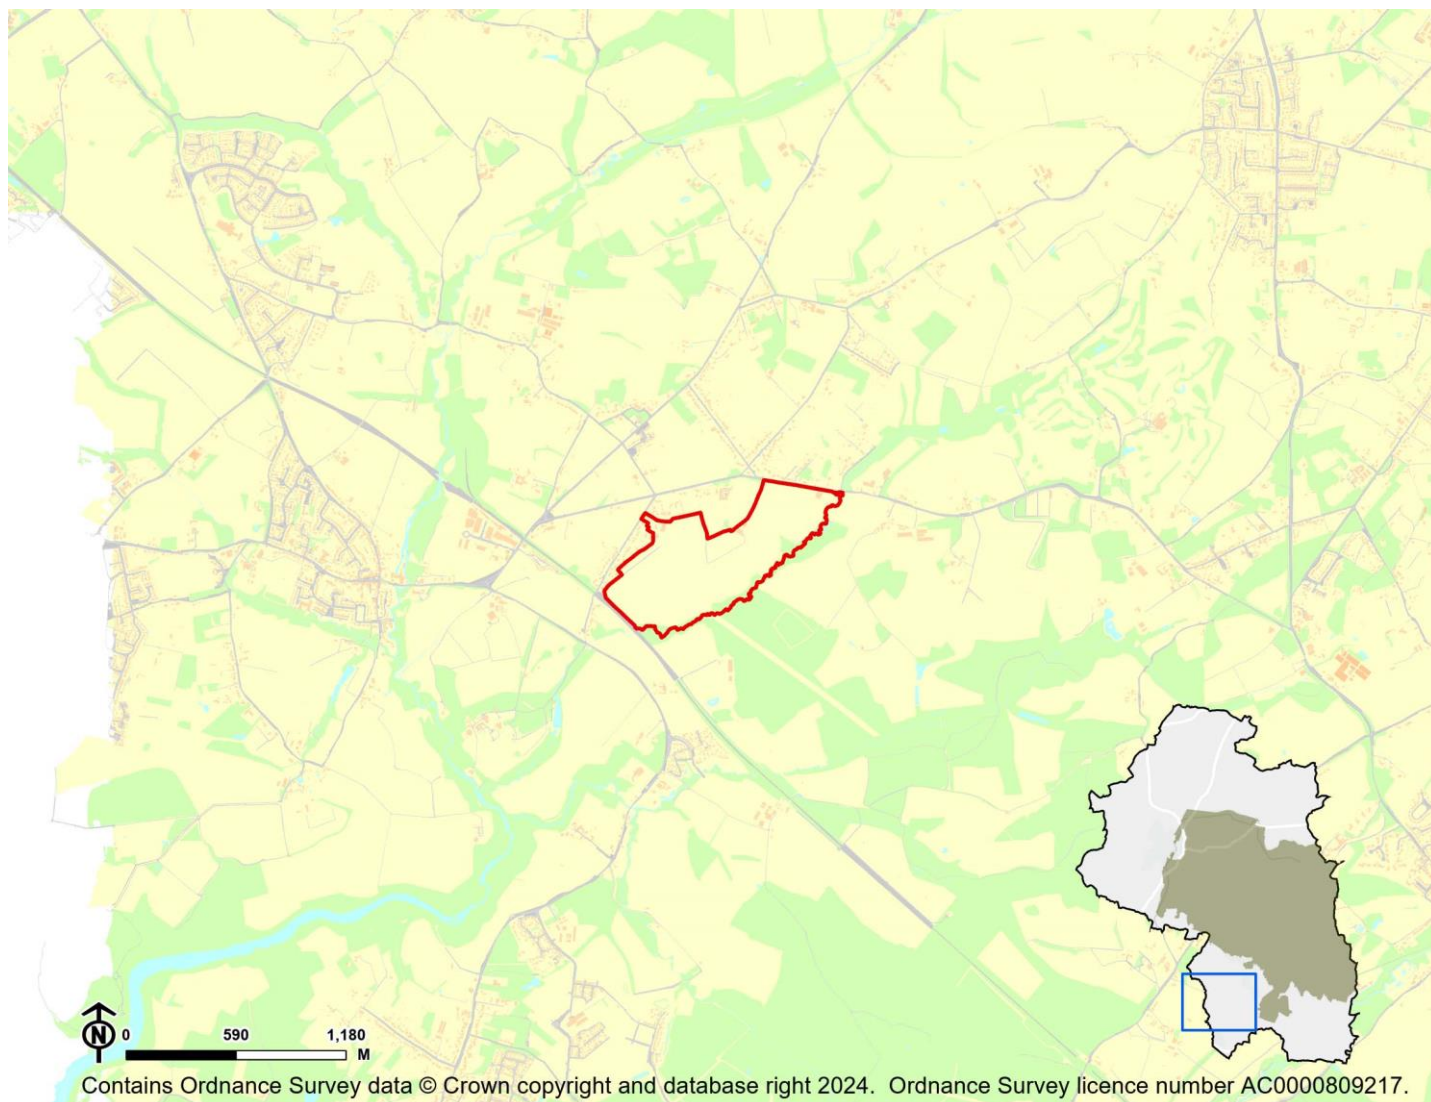 N
0 590 1,180
M
Contains Ordnance Survey data © Crown copyright and database right 2024. Ordnance Survey licence number AC0000809217.